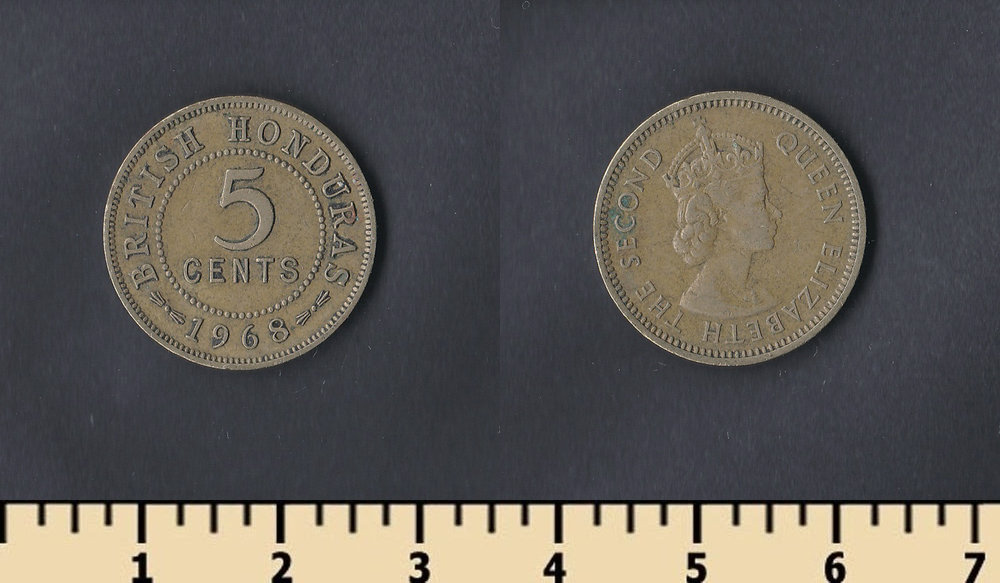 BRITISH HONDURAS
5
CENTS
1968
QUEEN ELIZABETH THE SECOND
1 2 3 4 5 6 7